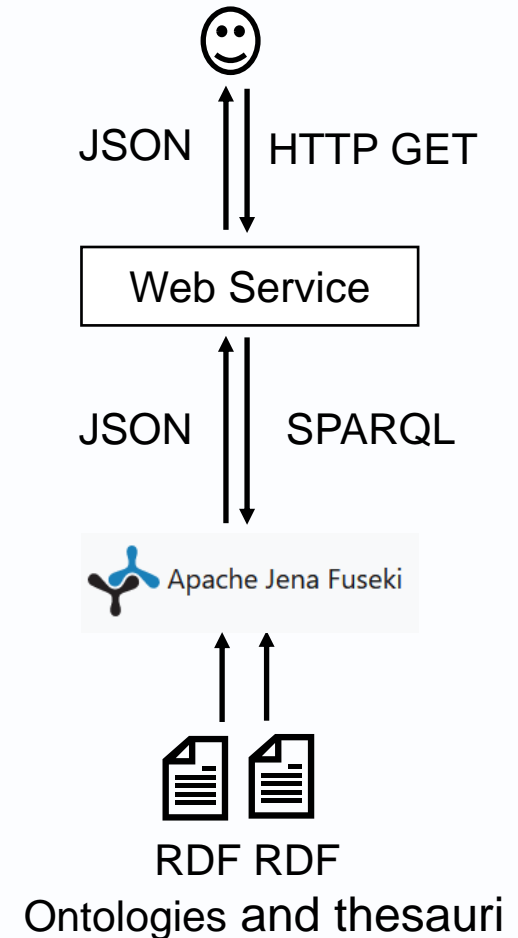 JSON HTTP GET
Web Service
JSON SPARQL
Apache Jena Fuseki
RDF RDF
Ontologies and thesauri